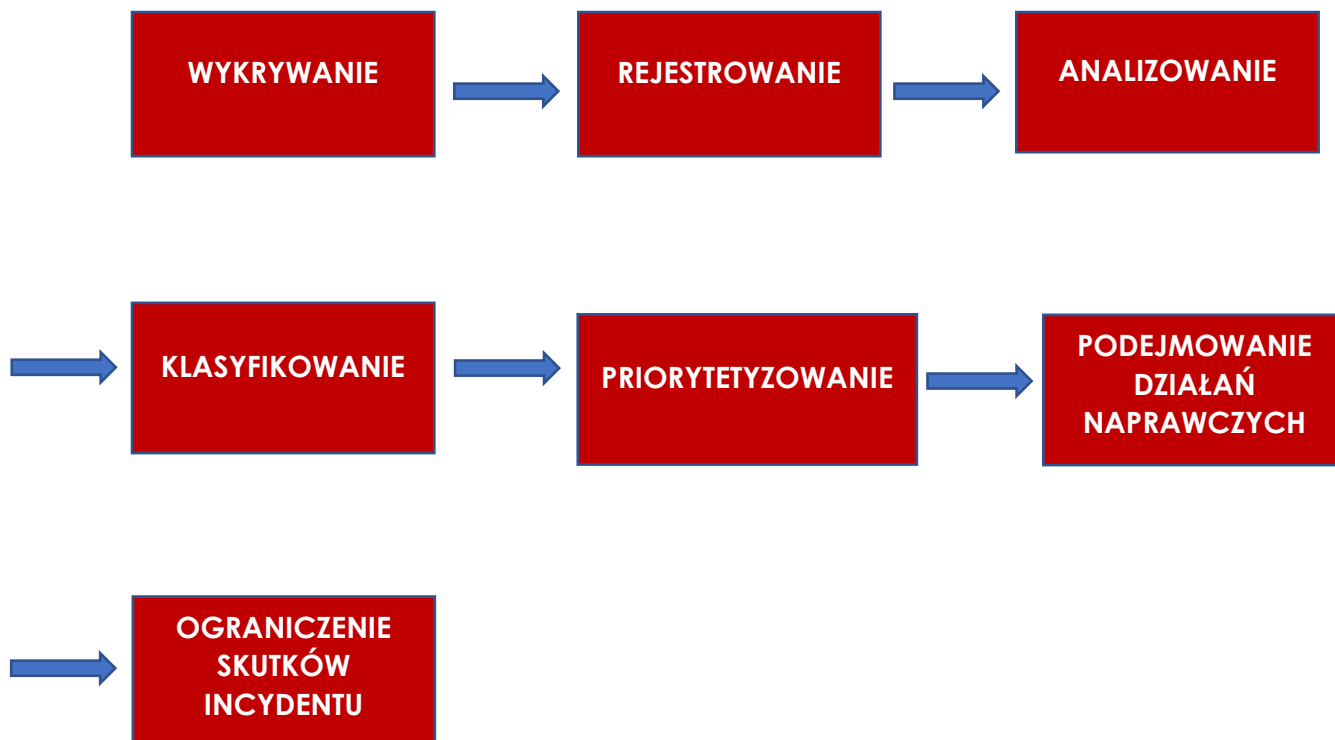 WYKRYWANIE
REJESTROWANIE
ANALIZOWANIE
KLASYFIKOWANIE
PRIORYTETYZOWANIE
PODEJMOWANIE
DZIAŁAŃ
NAPRAWCZYCH
OGRANICZENIE
SKUTKÓW
INCYDENTU